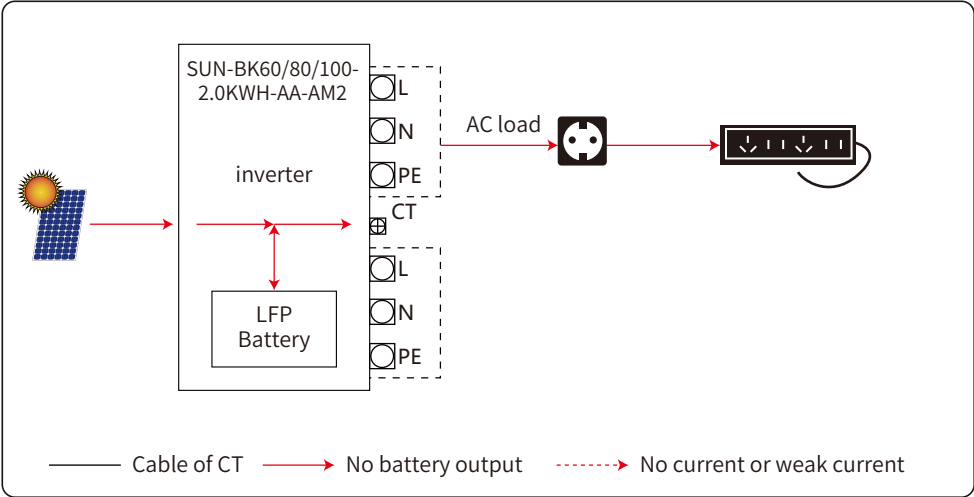 SUN-BK60/80/100-
2.0KWH-AA-AM2
L
N
PE
AC load
inverter
CT
L
N
PE
LFP
Battery
Cable of CT
No battery output
No current or weak current